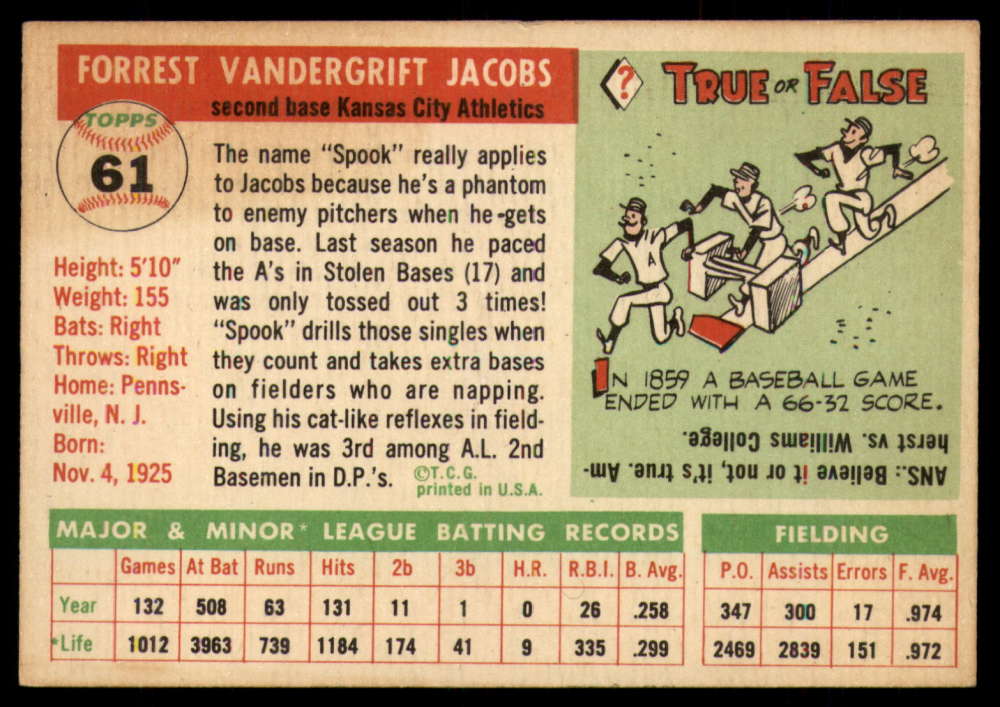 FORREST VANDERGRIFT JACOBS
second base Kansas City Athletics
TOPPS
61
Height: 5'10"
Weight: 155
Bats: Right
Throws: Right
Home: Penns-
ville, N. J.
Born:
Nov. 4, 1925
The name "Spook" really applies
to Jacobs because he's a phantom
to enemy pitchers when he gets
on base. Last season he paced
the A's in Stolen Bases (17) and
was only tossed out 3 times!
"Spook" drills those singles when
they count and takes extra bases
on fielders who are napping.
Using his cat-like reflexes in field-
ing, he was 3rd among A.L. 2nd
Basemen in D.P.'s.
©T.C.G.
printed in U.S.A.
? TRUE OR FALSE
A
IN 1859 A BASEBALL GAME
ENDED WITH A 66-32 SCORE.
ANS.: Believe it or not, it's true. Am-
herst vs. Williams College.
MAJOR & MINOR* LEAGUE BATTING RECORDS
Games At Bat Runs Hits 2b 3b H.R. R.B.I. B. Avg.
Year 132 508 63 131 11 1 0 26 .258
*Life 1012 3963 739 1184 174 41 9 335 .299
FIELDING
P.O. Assists Errors F. Avg.
347 300 17 .974
2469 2839 151 .972